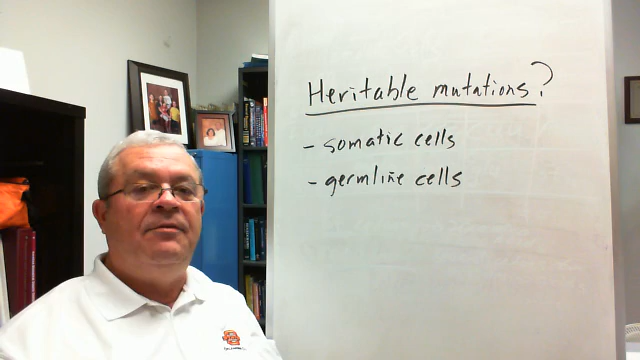 Heritable mutations?
- somatic cells
- germline cells